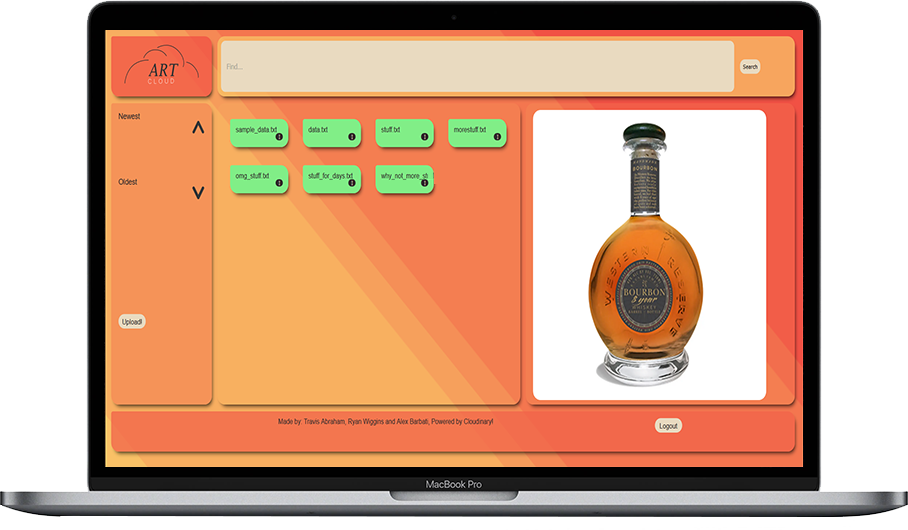 ART
CLOUD
Find...
Search
Newest
Oldest
Upload!
sample_data.txt
data.txt
stuff.txt
morestuff.txt
omg_stuff.txt
stuff_for_days.txt
why_not_more_st
BOURBON
WESTERN RESERVE
BOURBON
8 year
WHISKEY
Made by: Travis Abraham, Ryan Wiggins and Alex Barbati, Powered by Cloudinary!
Logout
MacBook Pro